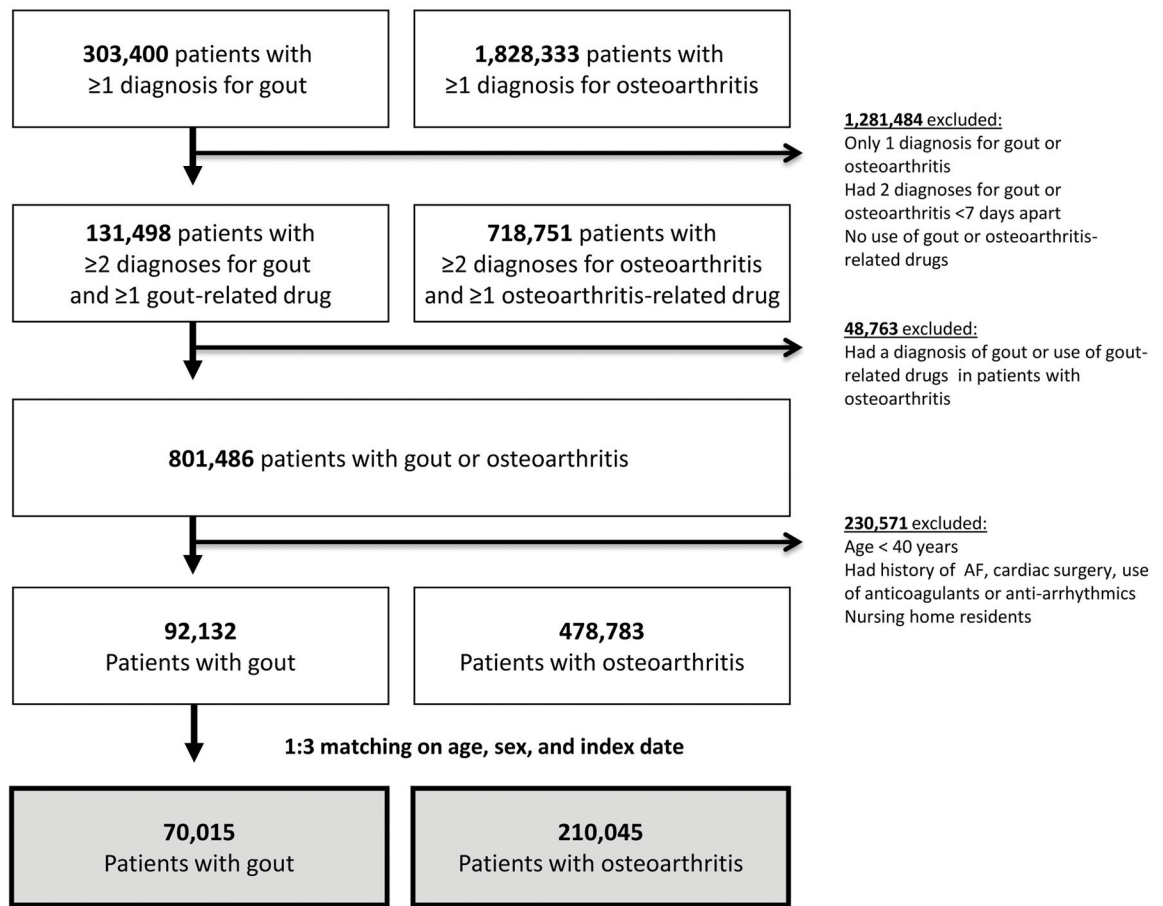 303,400 patients with
≥1 diagnosis for gout
1,828,333 patients with
≥1 diagnosis for osteoarthritis
1,281,484 excluded:
Only 1 diagnosis for gout or
osteoarthritis
Had 2 diagnoses for gout or
osteoarthritis <7 days apart
No use of gout or osteoarthritis-
related drugs
131,498 patients with
≥2 diagnoses for gout
and ≥1 gout-related drug
718,751 patients with
≥2 diagnoses for osteoarthritis
and ≥1 osteoarthritis-related drug
48,763 excluded:
Had a diagnosis of gout or use of gout-
related drugs in patients with
osteoarthritis
801,486 patients with gout or osteoarthritis
230,571 excluded:
Age < 40 years
Had history of AF, cardiac surgery, use
of anticoagulants or anti-arrhythmics
Nursing home residents
92,132
Patients with gout
478,783
Patients with osteoarthritis
1:3 matching on age, sex, and index date
70,015
Patients with gout
210,045
Patients with osteoarthritis